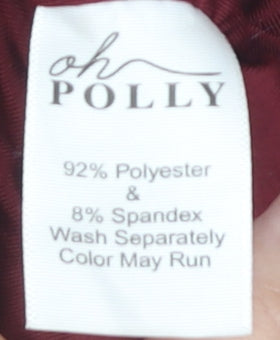 oh
POLLY
92% Polyester
&
8% Spandex
Wash Separately
Color May Run